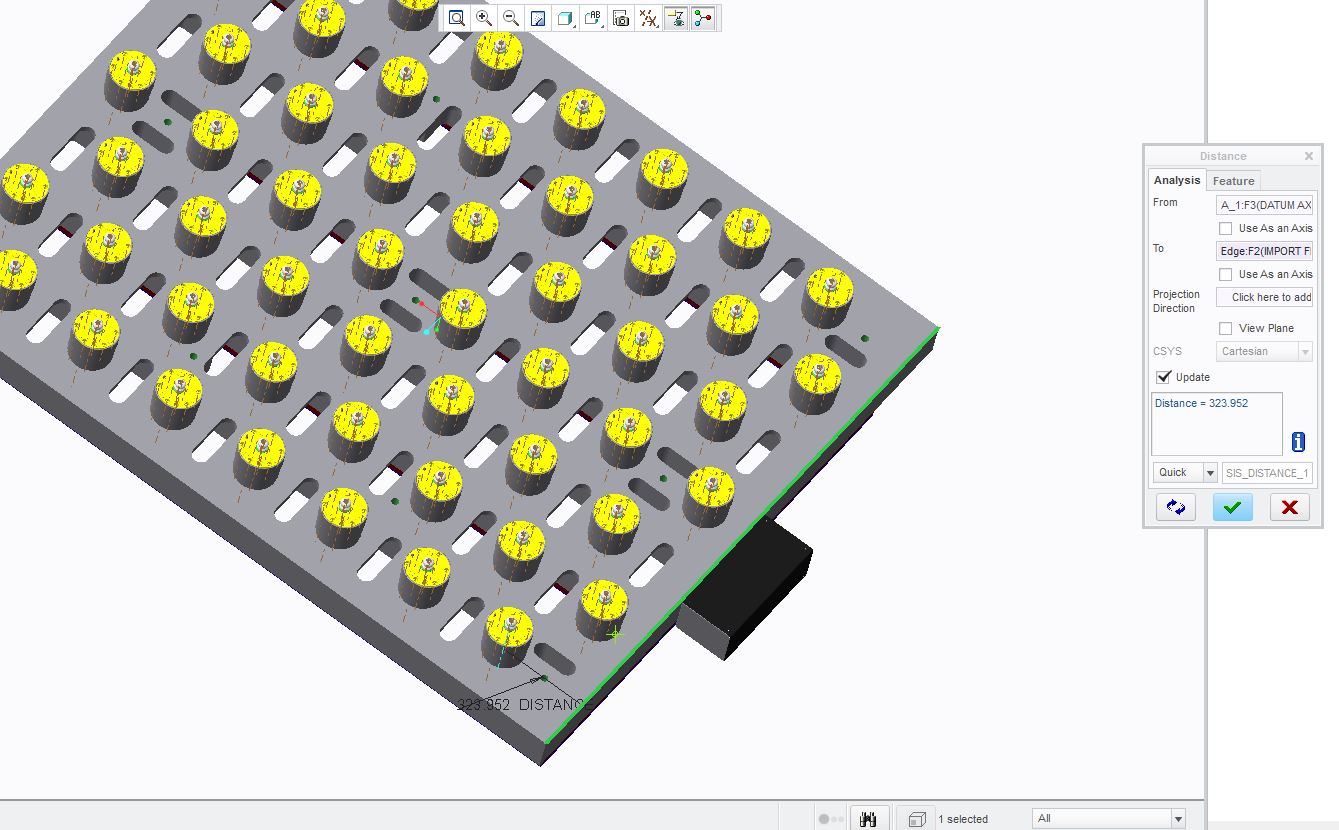 AB
Distance
Analysis
Feature
From
A_1:F3(DATUM AX
Use As an Axis
To
Edge:F2(IMPORT F
Use As an Axis
Projection
Direction
Click here to add
View Plane
CSYS
Cartesian
Update
Distance = 323.952
Quick
SIS_DISTANCE_1
323.952 DISTANCE
1 selected
All